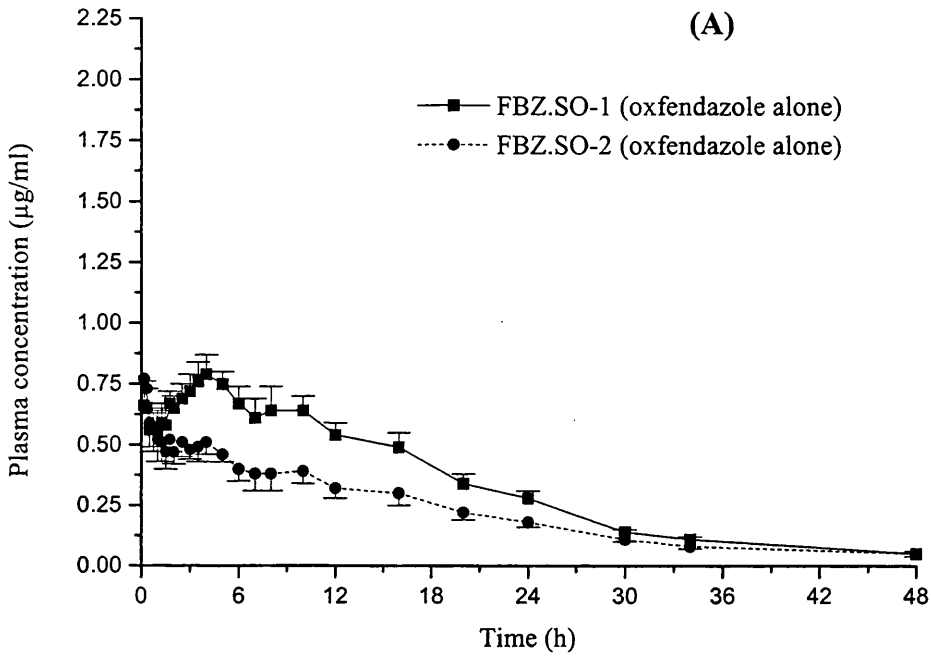 (A)
2.25
2.00
1.75
1.50
1.25
1.00
0.75
0.50
0.25
0.00
Plasma concentration (μg/ml)
FBZ.SO-1 (oxfendazole alone)
FBZ.SO-2 (oxfendazole alone)
0 6 12 18 24 30 36 42 48
Time (h)